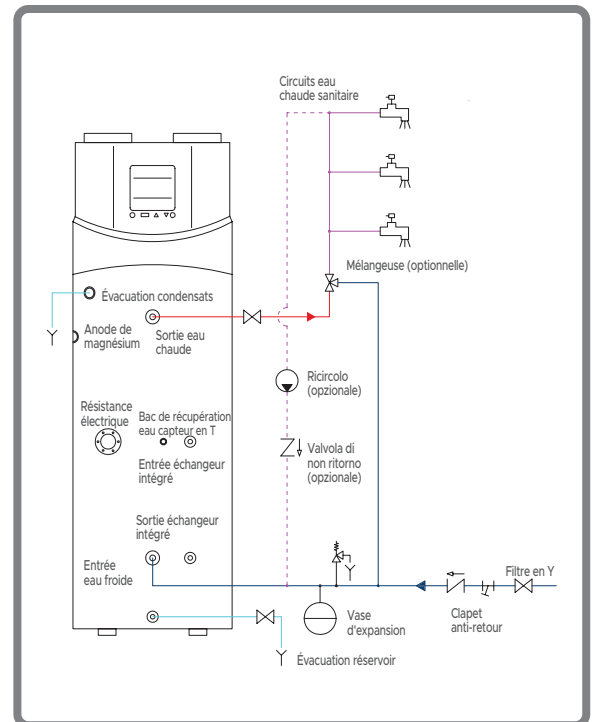 Circuits eau
chaude sanitaire
Mélangeuse (optionnelle)
Évacuation condensats
Anode de
magnésium
Sortie eau
chaude
Ricircolo
(opzionale)
Résistance
électrique
Bac de récupération
eau capteur en T
Entrée échangeur
intégré
Valvola di
non ritorno
(opzionale)
Sortie échangeur
intégré
Entrée
eau froide
Filtre en Y
Clapet
anti-retour
Vase
d'expansion
Évacuation réservoir